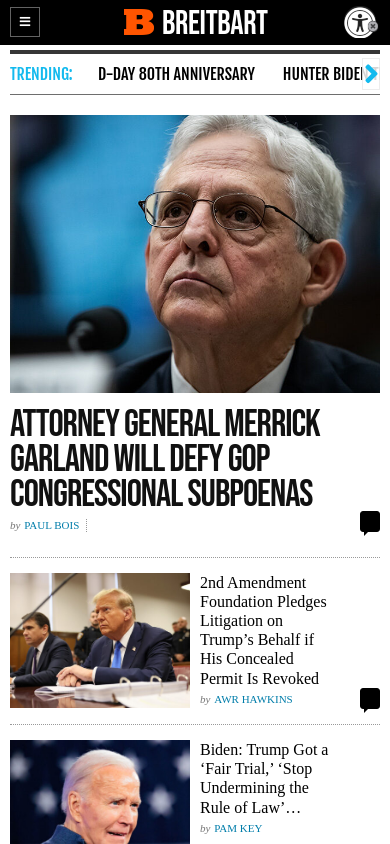 BREITBART
TRENDING:
D-DAY 80TH ANNIVERSARY
HUNTER BIDEN
ATTORNEY GENERAL MERRICK
GARLAND WILL DEFY GOP
CONGRESSIONAL SUBPOENAS
by PAUL BOIS
2nd Amendment
Foundation Pledges
Litigation on
Trump’s Behalf if
His Concealed
Permit Is Revoked
by AWR HAWKINS
Biden: Trump Got a
‘Fair Trial,’ ‘Stop
Undermining the
Rule of Law’…
by PAM KEY